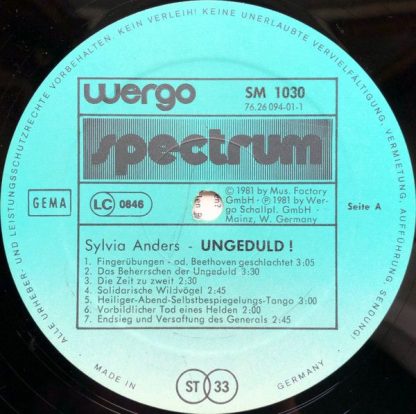 ALLE URHEBER- UND LEISTUNGSSCHUTZRECHTE VORBEHALTEN. KEIN VERLEIH! KEINE UNERLAUBTE VERVIELFÄLTIGUNG, VERMIETUNG, AUFFÜHRUNG, SENDUNG!
wergo
SM 1030
76.26 094-01-1
spectrum
GEMA
LC 0846
© 1981 by Mus. Factory
GmbH · ℗ 1981 by Wer-
go Schallpl. GmbH ·
Mainz, W. Germany
Seite A
Sylvia Anders - UNGEDULD !
1. Fingerübungen - od. Beethoven geschlachtet 3:05
2. Das Beherrschen der Ungeduld 3:30
3. Die Zeit zu zweit 2:30
4. Solidarische Wildvögel 2:45
5. Heiliger-Abend-Selbstbespiegelungs-Tango 3:00
6. Vorbildlicher Tod eines Helden 2:00
7. Endsieg und Versaftung des Generals 2:45
MADE IN GERMANY
ST 33